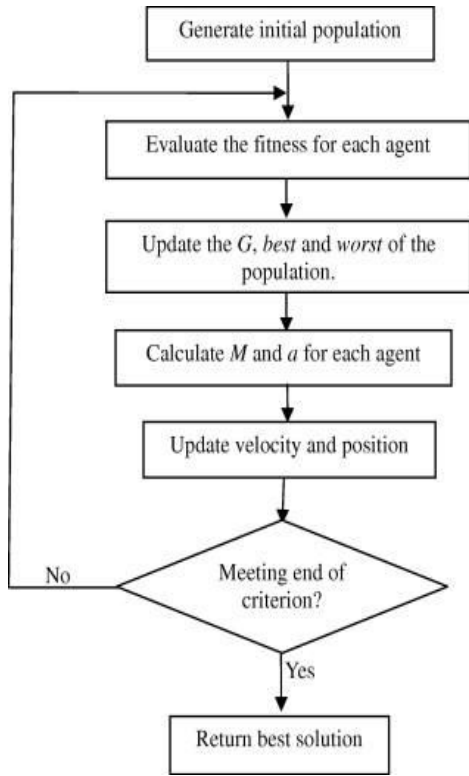 Generate initial population
Evaluate the fitness for each agent
Update the G, best and worst of the
population.
Calculate M and a for each agent
Update velocity and position
Meeting end of
criterion?
No
Yes
Return best solution